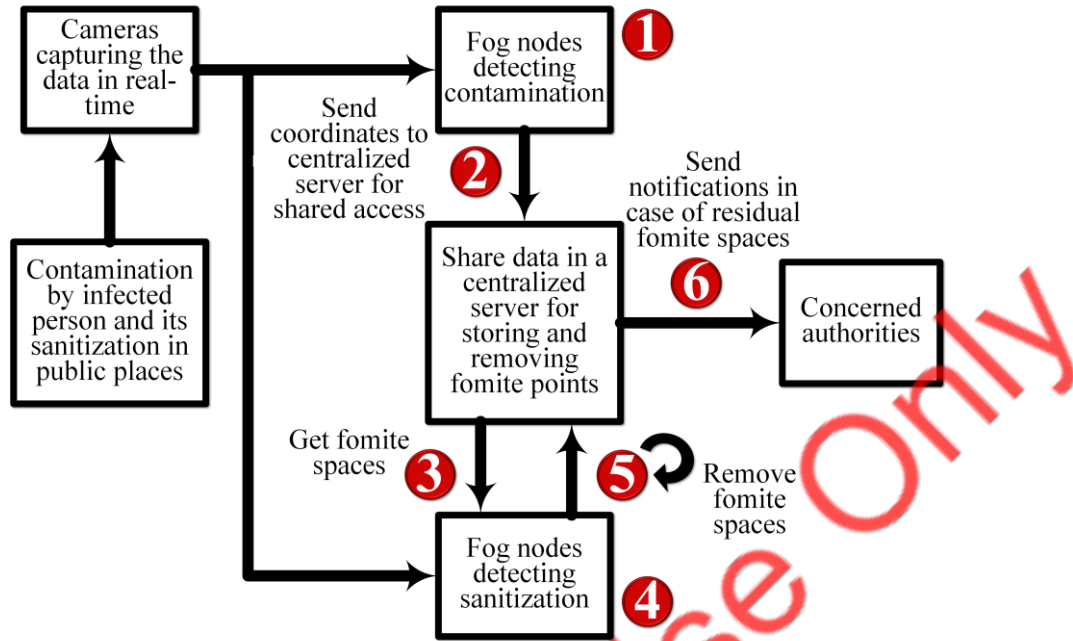 Cameras
capturing the
data in real-
time
Contamination
by infected
person and its
sanitization in
public places
Fog nodes
detecting
contamination
1
Send
coordinates to
centralized
server for
shared access
2
Share data in a
centralized
server for
storing and
removing
fomite points
Send
notifications in
case of residual
fomite spaces
6
Concerned
authorities
Get fomite
spaces
3
5
Remove
fomite
spaces
Fog nodes
detecting
sanitization
4
Only